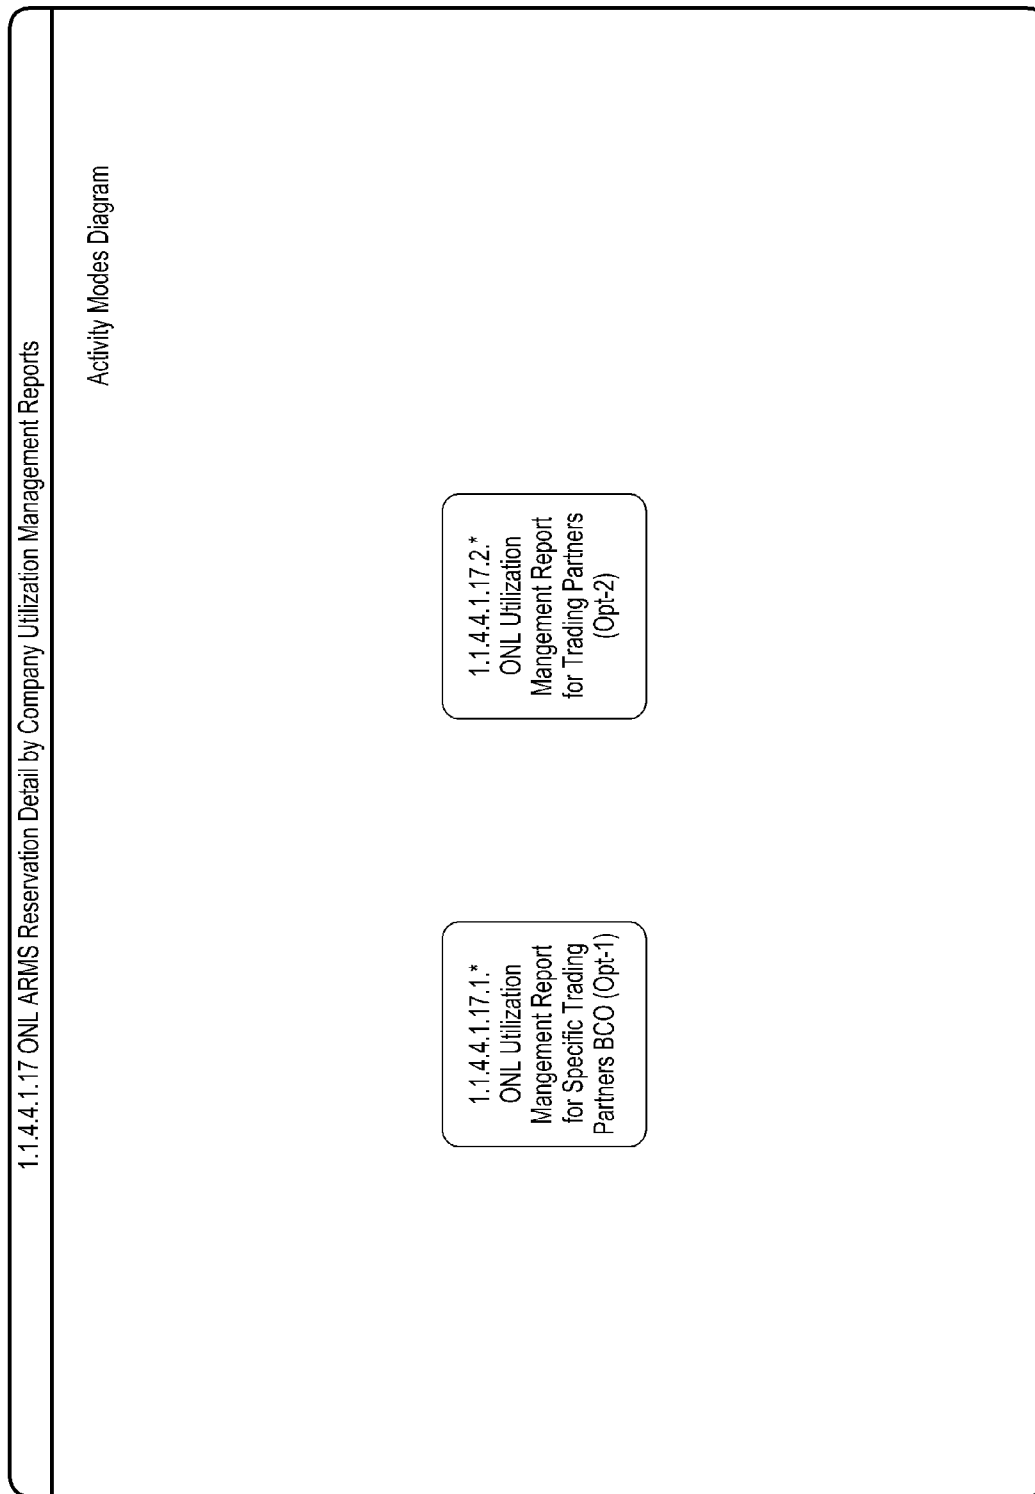 1.1.4.4.1.17 ONL ARMS Reservation Detail by Company Utilization Management Reports
Activity Modes Diagram
1.1.4.4.1.17.1.*
ONL Utilization
Mangement Report
for Specific Trading
Partners BCO (Opt-1)
1.1.4.4.1.17.2.*
ONL Utilization
Mangement Report
for Trading Partners
(Opt-2)